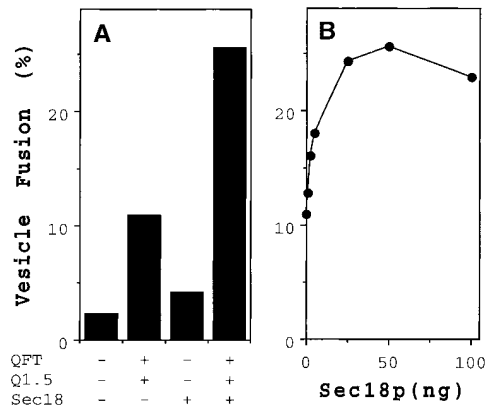 A
B
Vesicle Fusion (%)
20
10
0
20
10
0
QFT - + - +
Q1.5 - + - +
Sec18 - - + +
0 50 100
Sec18p(ng)